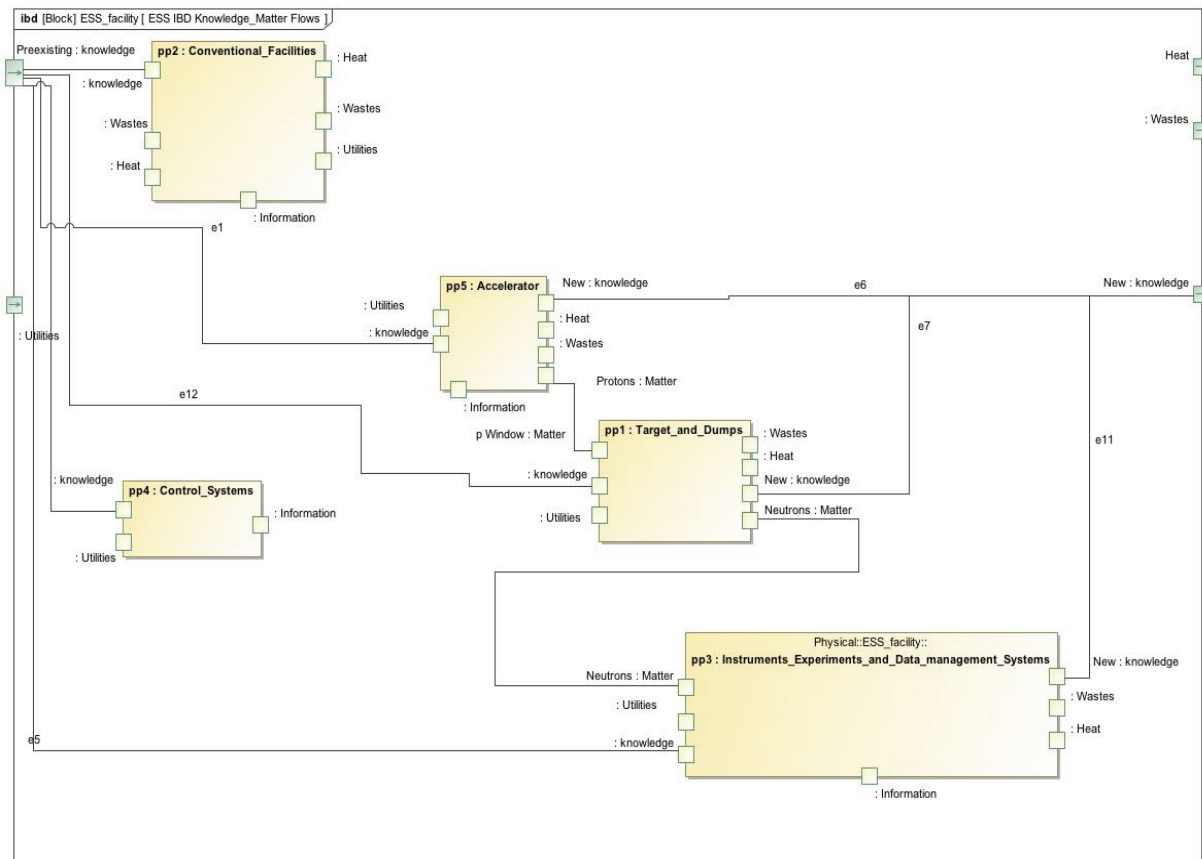 ibd [Block] ESS_facility [ ESS IBD Knowledge_Matter Flows ]
Preexisting : knowledge
pp2 : Conventional_Facilities
: Heat
Heat
: knowledge
: Wastes
: Wastes
: Wastes
: Utilities
: Heat
: Information
e1
pp5 : Accelerator
New : knowledge
e6
New : knowledge
: Utilities
: Heat
e7
: knowledge
: Utilities
: Wastes
Protons : Matter
e12
: Information
p Window : Matter
pp1 : Target_and_Dumps
: Wastes
e11
: Heat
: knowledge
New : knowledge
: knowledge
pp4 : Control_Systems
: Information
: Utilities
Neutrons : Matter
: Utilities
Physical::ESS_facility::
pp3 : Instruments_Experiments_and_Data_management_Systems
New : knowledge
Neutrons : Matter
: Wastes
: Utilities
: Heat
e5
: knowledge
: Information